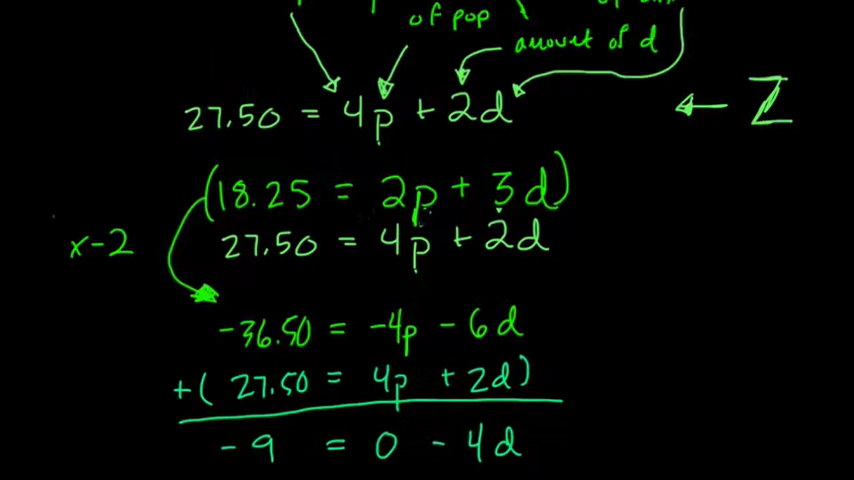 of pop
amount of d
27.50 = 4p + 2d ← Z
(18.25 = 2p + 3d)
x-2 27.50 = 4p + 2d
-36.50 = -4p - 6d
+( 27.50 = 4p + 2d)
-9 = 0 - 4d